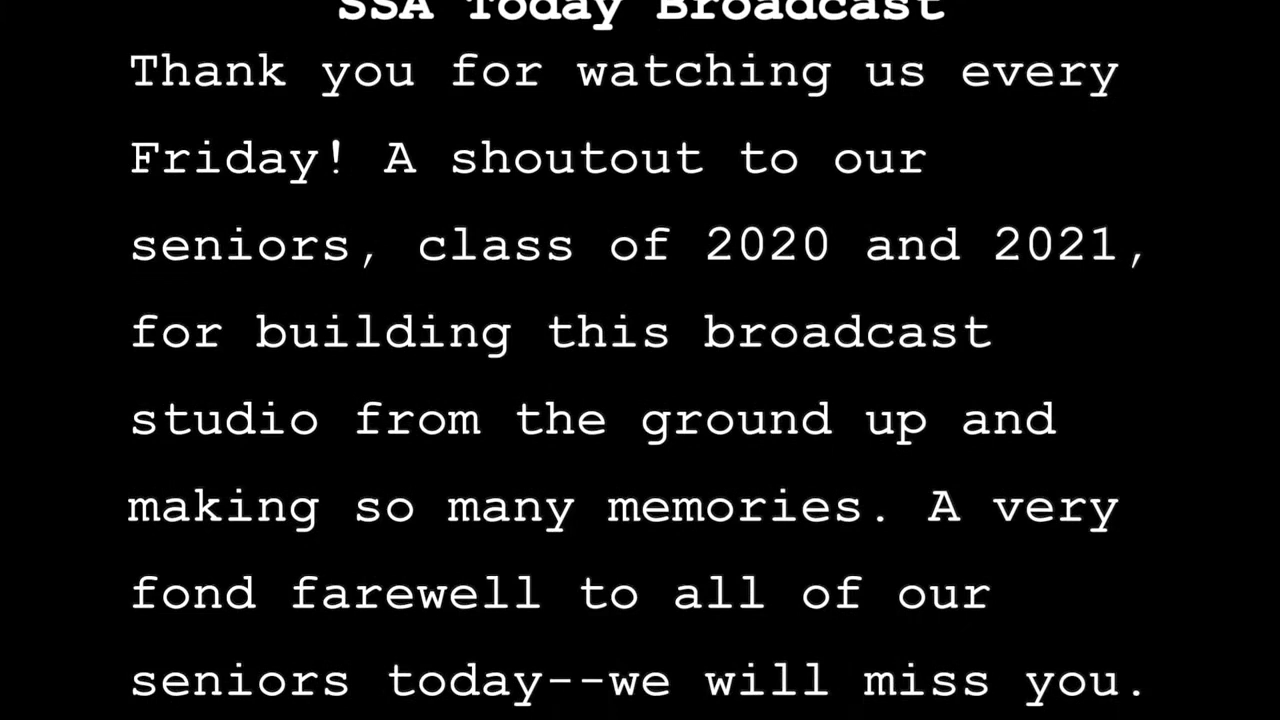 SSA Today Broadcast
Thank you for watching us every
Friday! A shoutout to our
seniors, class of 2020 and 2021,
for building this broadcast
studio from the ground up and
making so many memories. A very
fond farewell to all of our
seniors today--we will miss you.